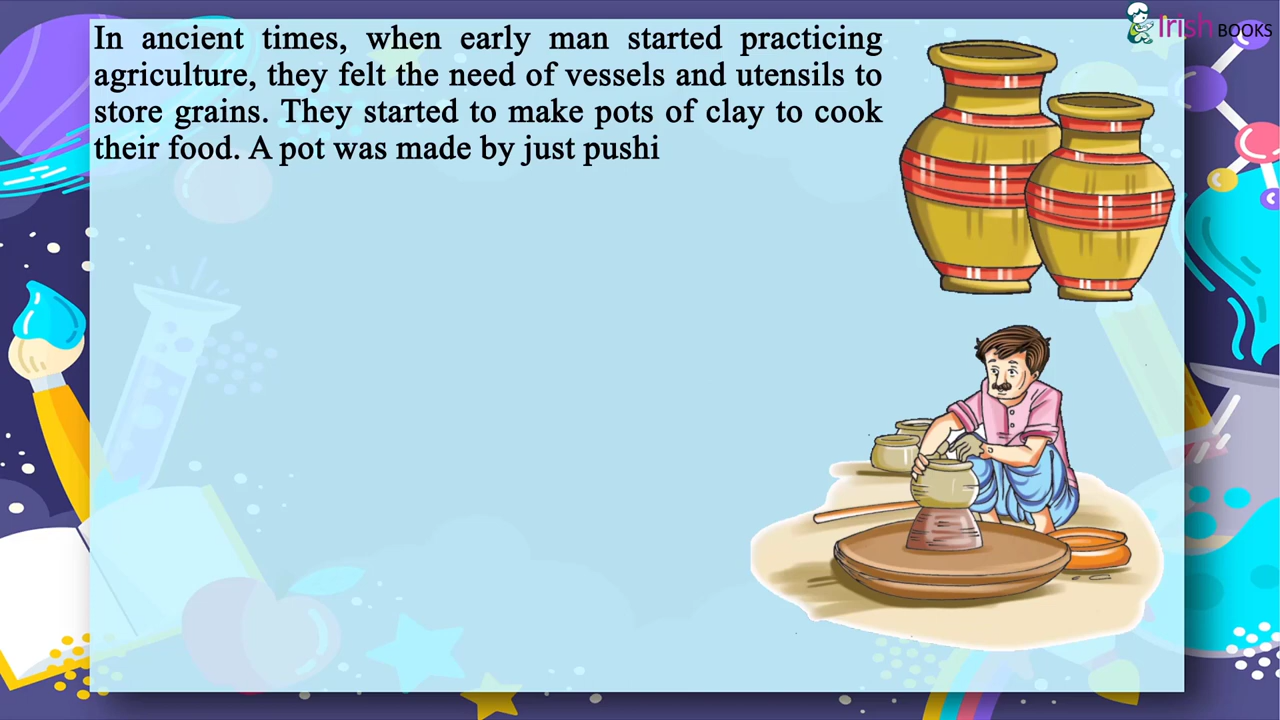 In ancient times, when early man started practicing
agriculture, they felt the need of vessels and utensils to
store grains. They started to make pots of clay to cook
their food. A pot was made by just pushi
Irish BOOKS